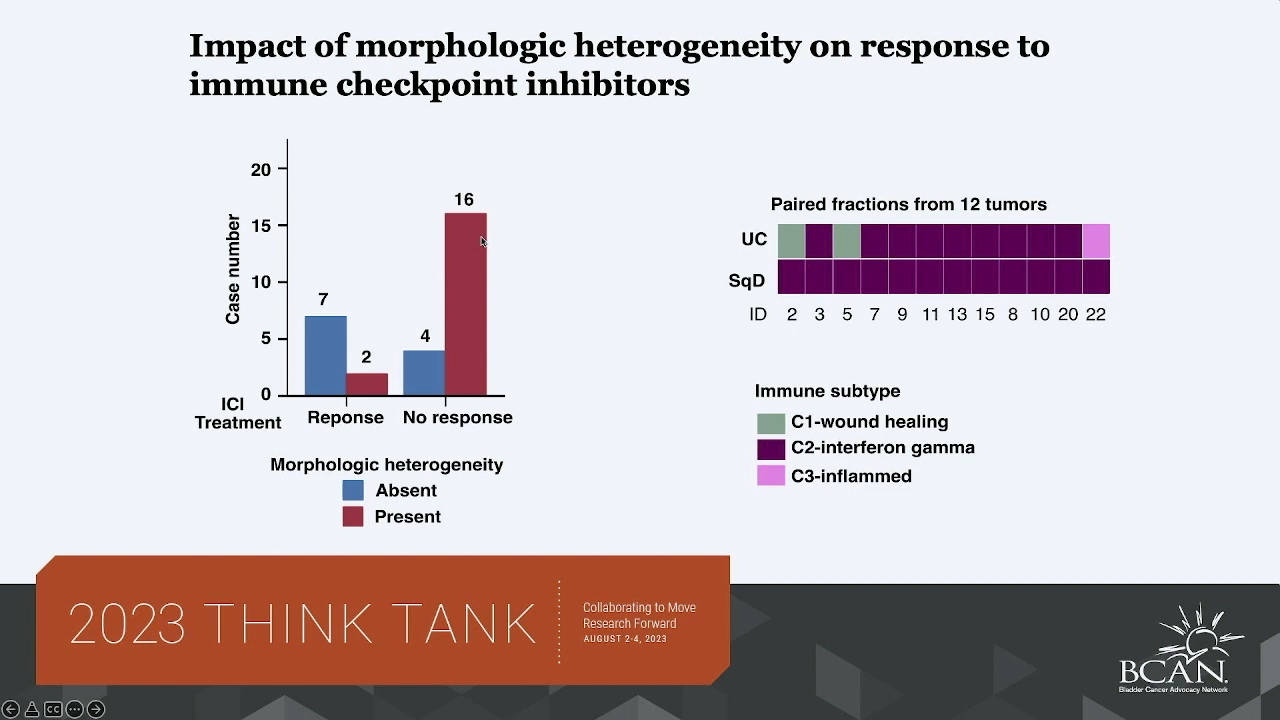 Impact of morphologic heterogeneity on response to
immune checkpoint inhibitors
20
15
10
5
0
Case number
7
2
4
16
ICI
Treatment
Reponse
No response
Morphologic heterogeneity
Absent
Present
Paired fractions from 12 tumors
UC
SqD
ID 2 3 5 7 9 11 13 15 8 10 20 22
Immune subtype
C1-wound healing
C2-interferon gamma
C3-inflammed
2023 THINK TANK
Collaborating to Move
Research Forward
AUGUST 2-4, 2023
BCAN
Bladder Cancer Advocacy Network
CC